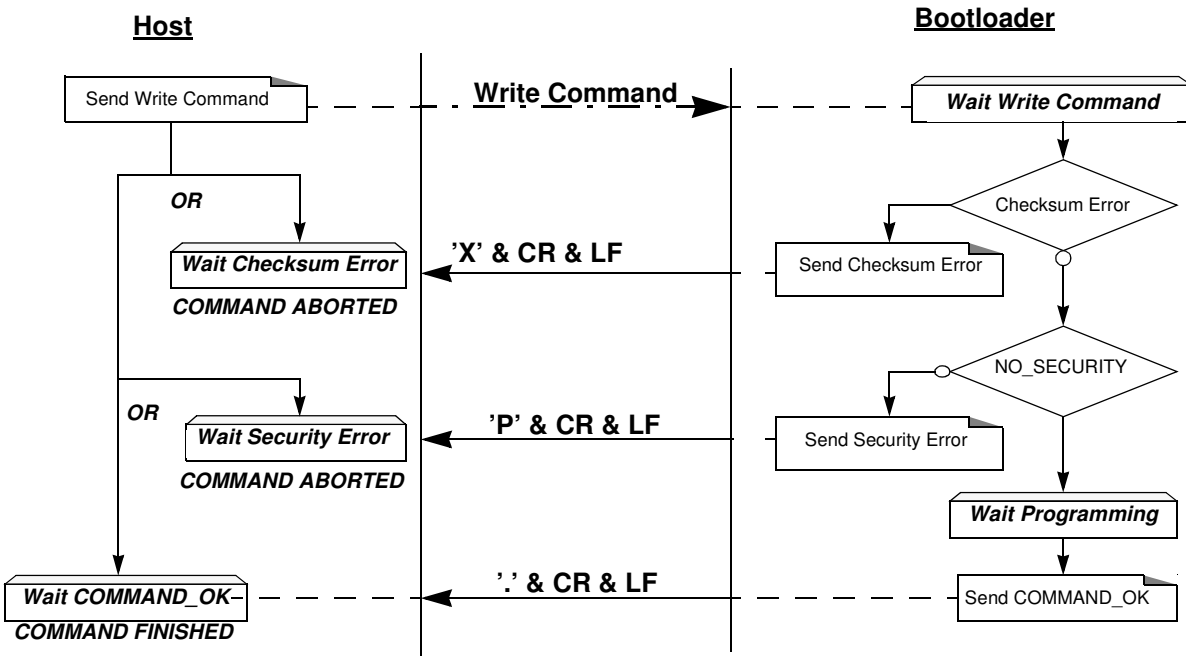 Host
Bootloader
Send Write Command
Write Command
Wait Write Command
OR
Checksum Error
Wait Checksum Error
'X' & CR & LF
Send Checksum Error
COMMAND ABORTED
NO_SECURITY
OR
Wait Security Error
'P' & CR & LF
Send Security Error
COMMAND ABORTED
Wait Programming
Wait COMMAND_OK
'.' & CR & LF
Send COMMAND_OK
COMMAND FINISHED